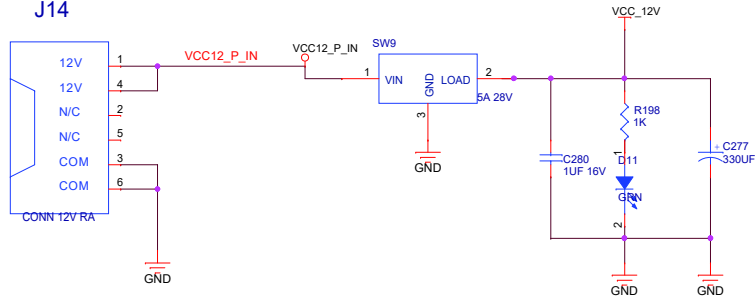 J14
12V 1
12V 4
N/C 2
N/C 5
COM 3
COM 6
CONN 12V RA
VCC12_P_IN
GND
VCC12_P_IN
SW9
1 VIN
GND
LOAD 2
3
5A 28V
GND
VCC_12V
C280
1UF 16V
R198
1K
1
D11
GRN
2
GND
+
C277
330UF
GND